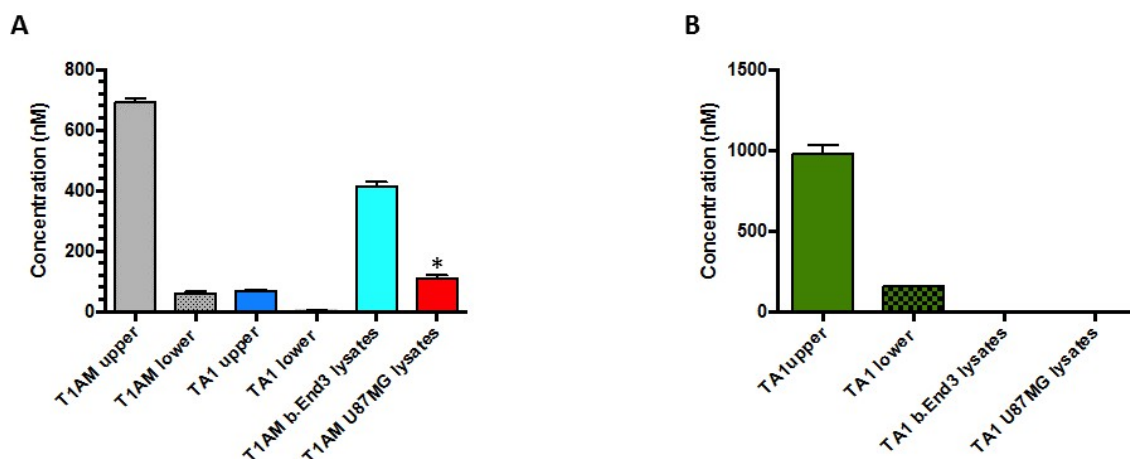 A
B
Concentration (nM)
800
600
400
200
0
*
T1AM upper
T1AM lower
TA1 upper
TA1 lower
T1AM b.End3 lysates
T1AM U87MG lysates
Concentration (nM)
1500
1000
500
0
TA1upper
TA1 lower
TA1 b.End3 lysates
TA1 U87MG lysates